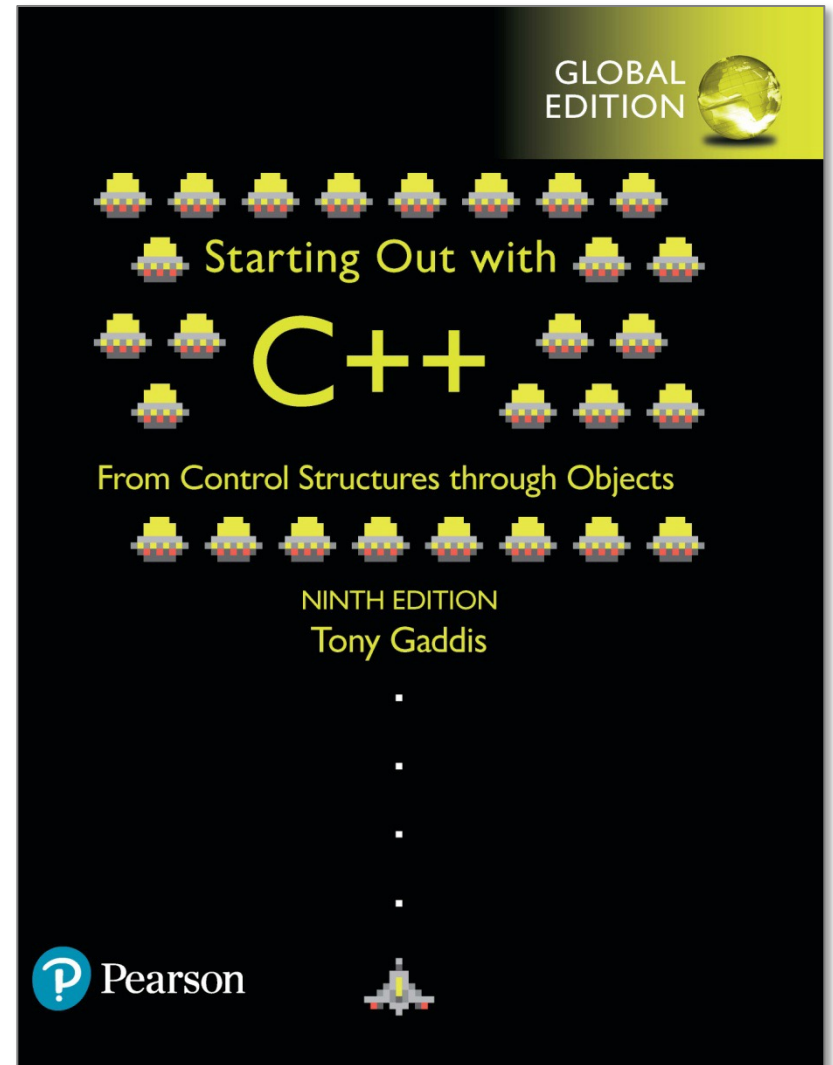 GLOBAL
EDITION
Starting Out with
C++
From Control Structures through Objects
NINTH EDITION
Tony Gaddis
Pearson